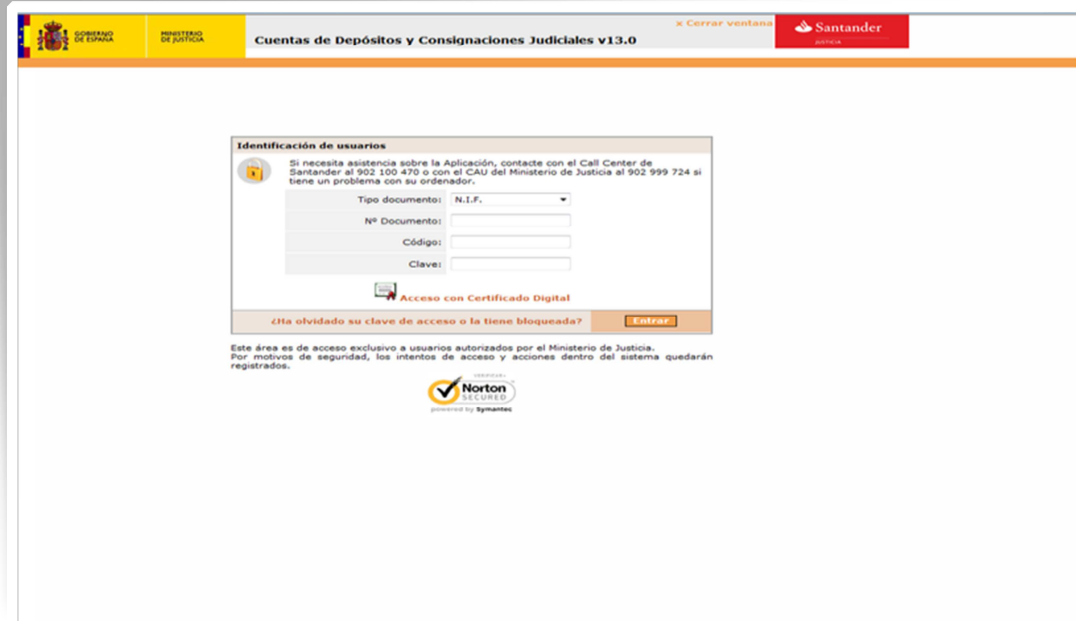 GOBIERNO
DE ESPAÑA
MINISTERIO
DE JUSTICIA
Cuentas de Depósitos y Consignaciones Judiciales v13.0
x Cerrar ventana
Santander
JUSTICIA
Identificación de usuarios
Si necesita asistencia sobre la Aplicación, contacte con el Call Center de
Santander al 902 100 470 o con el CAU del Ministerio de Justicia al 902 999 724 si
tiene un problema con su ordenador.
Tipo documento: N.I.F.
Nº Documento:
Código:
Clave:
Acceso con Certificado Digital
¿Ha olvidado su clave de acceso o la tiene bloqueada? Entrar
Este área es de acceso exclusivo a usuarios autorizados por el Ministerio de Justicia.
Por motivos de seguridad, los intentos de acceso y acciones dentro del sistema quedarán
registrados.
Norton
SECURED
powered by Symantec